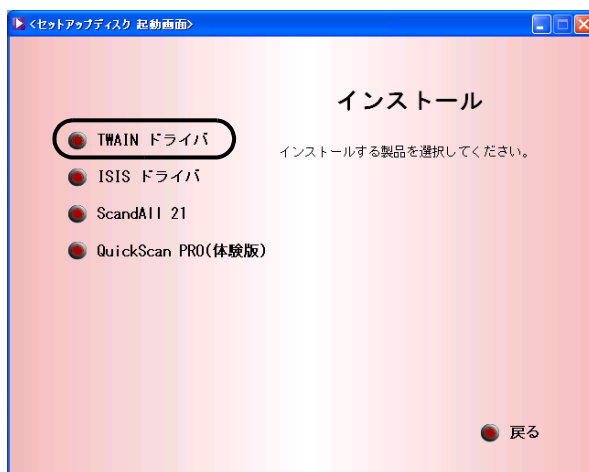 <セットアップディスク 起動画面>
インストール
インストールする製品を選択してください。
TWAIN ドライバ
ISIS ドライバ
ScandAll 21
QuickScan PRO(体験版)
戻る